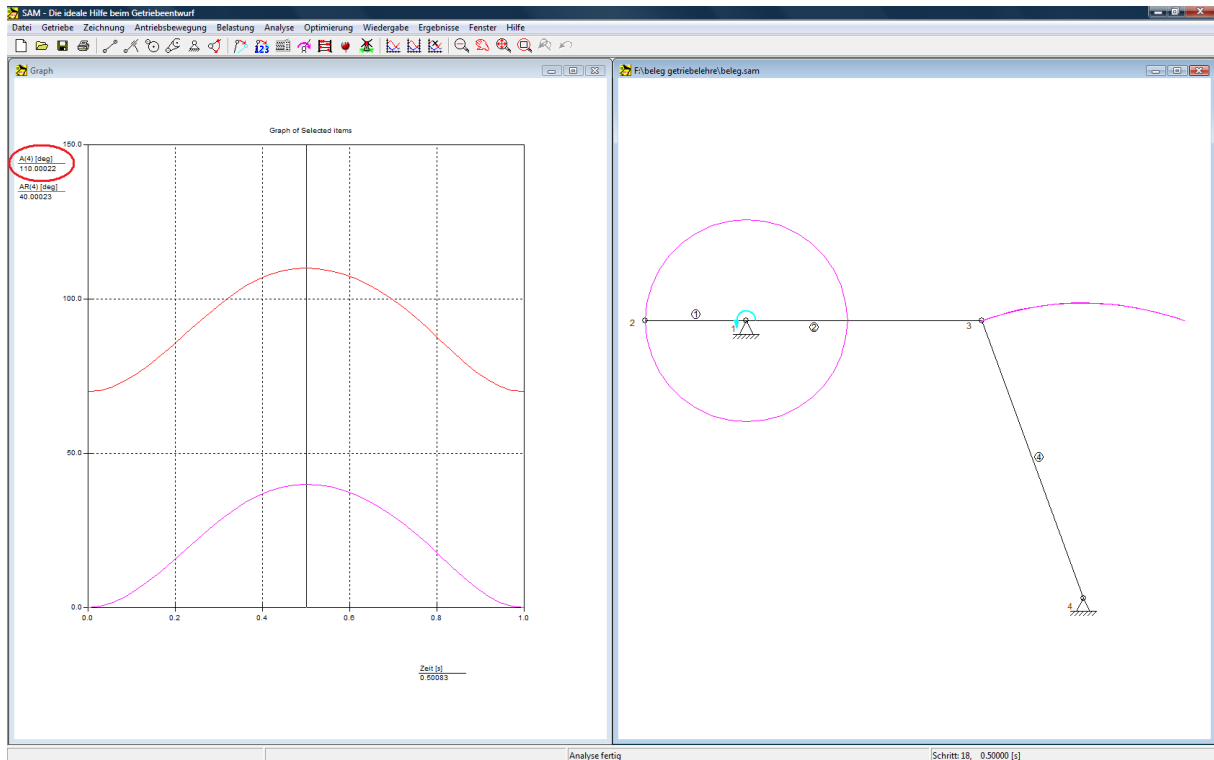 SAM - Die ideale Hilfe beim Getriebeentwurf
Datei Getriebe Zeichnung Antriebsbewegung Belastung Analyse Optimierung Wiedergabe Ergebnisse Fenster Hilfe
123
Graph
Graph of Selected items
150.0
A(4) [deg]
110.00022
AR(4) [deg]
40.00023
100.0
50.0
0.0
0.0 0.2 0.4 0.6 0.8 1.0
Zeit [s]
0.50083
F:\beleg getriebelehre\beleg.sam
1
2 1 2 3
4
4
Analyse fertig
Schritt: 18, 0.50000 [s]